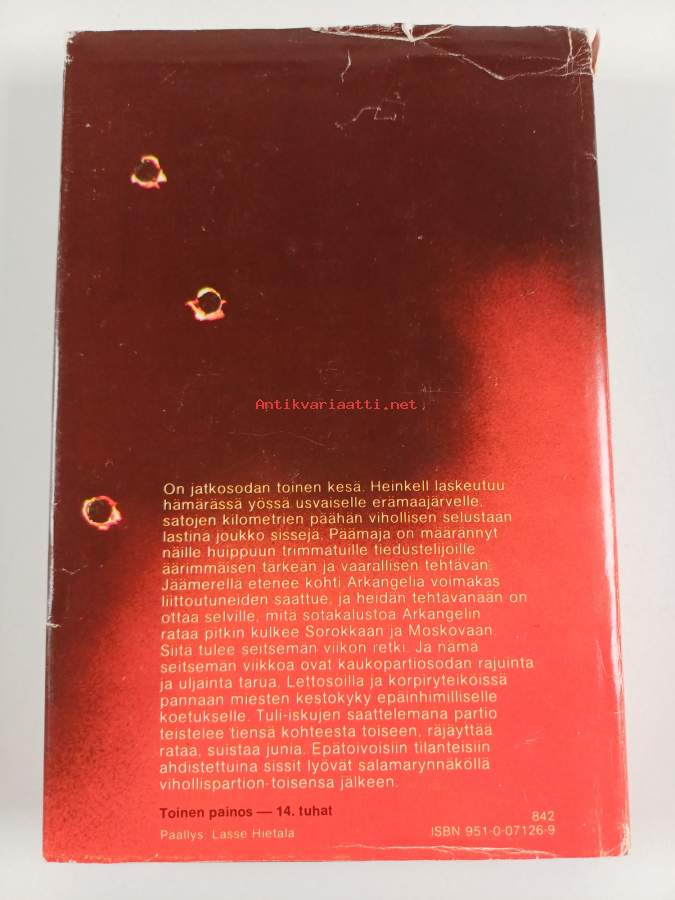 Antikvariaatti.net
On jatkosodan toinen kesä. Heinkell laskeutuu
hämärässä yössä usvaiselle erämaajärvelle,
satojen kilometrien päähän vihollisen selustaan
lastina joukko sissejä. Päämaja on määrännyt
näille huippuun trimmatuille tiedustelijoille
äärimmäisen tärkeän ja vaarallisen tehtävän:
Jäämerellä etenee kohti Arkangelia voimakas
liittoutuneiden saattue, ja heidän tehtävänään on
ottaa selville, mitä sotakalustoa Arkangelin
rataa pitkin kulkee Sorokkaan ja Moskovaan.
Siitä tulee seitsemän viikon retki. Ja nämä
seitsemän viikkoa ovat kaukopartiosodan rajuinta
ja uljainta tarua. Lettosoilla ja korpiryteiköissä
pannaan miesten kestokyky epäinhimilliselle
koetukselle. Tuli-iskujen saattelemana partio
teistelee tiensä kohteesta toiseen, räjäyttää
rataa, suistaa junia. Epätoivoisiin tilanteisiin
ahdistettuina sissit lyövät salamarynnäköllä
vihollispartion toisensa jälkeen.
Toinen painos — 14. tuhat
842
Päällys: Lasse Hietala
ISBN 951-0-07126-9